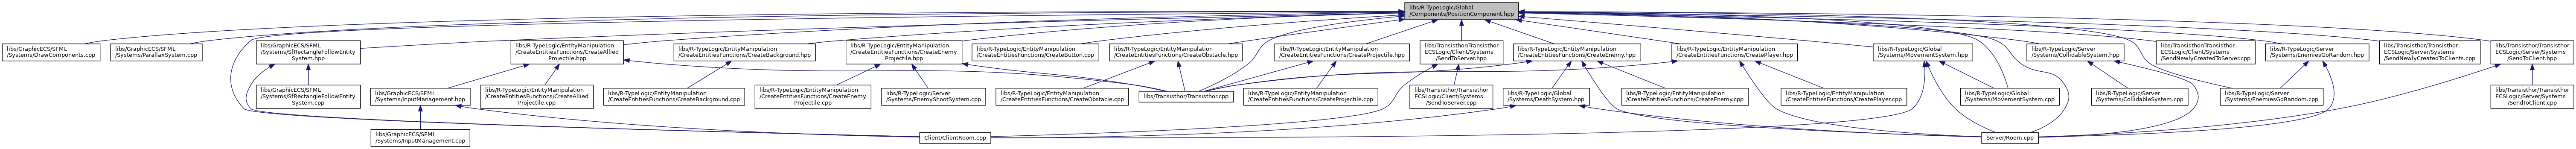 libs/R-TypeLogic/Global
/Components/PositionComponent.hpp
libs/GraphicECS/SFML
/Systems/DrawComponents.cpp
libs/GraphicECS/SFML
/Systems/ParallaxSystem.cpp
libs/GraphicECS/SFML
/Systems/SfRectangleFollowEntity
System.hpp
libs/R-TypeLogic/EntityManipulation
/CreateEntitiesFunctions/CreateAllied
Projectile.hpp
libs/R-TypeLogic/EntityManipulation
/CreateEntitiesFunctions/CreateBackground.hpp
libs/R-TypeLogic/EntityManipulation
/CreateEntitiesFunctions/CreateEnemy
Projectile.hpp
libs/R-TypeLogic/EntityManipulation
/CreateEntitiesFunctions/CreateButton.cpp
libs/R-TypeLogic/EntityManipulation
/CreateEntitiesFunctions/CreateObstacle.hpp
libs/R-TypeLogic/EntityManipulation
/CreateEntitiesFunctions/CreateProjectile.hpp
libs/Transisthor/Transisthor
ECSLogic/Client/Systems
/SendToServer.hpp
libs/R-TypeLogic/EntityManipulation
/CreateEntitiesFunctions/CreateEnemy.hpp
libs/R-TypeLogic/EntityManipulation
/CreateEntitiesFunctions/CreatePlayer.hpp
libs/R-TypeLogic/Global
/Systems/MovementSystem.hpp
libs/R-TypeLogic/Server
/Systems/CollidableSystem.hpp
libs/Transisthor/Transisthor
ECSLogic/Client/Systems
/SendNewlyCreatedToServer.cpp
libs/R-TypeLogic/Server
/Systems/EnemiesGoRandom.hpp
libs/Transisthor/Transisthor
ECSLogic/Server/Systems
/SendNewlyCreatedToClients.cpp
libs/Transisthor/Transisthor
ECSLogic/Server/Systems
/SendToClient.hpp
libs/GraphicECS/SFML
/Systems/SfRectangleFollowEntity
System.cpp
libs/GraphicECS/SFML
/Systems/InputManagement.hpp
libs/R-TypeLogic/EntityManipulation
/CreateEntitiesFunctions/CreateAllied
Projectile.cpp
libs/R-TypeLogic/EntityManipulation
/CreateEntitiesFunctions/CreateBackground.cpp
libs/R-TypeLogic/EntityManipulation
/CreateEntitiesFunctions/CreateEnemy
Projectile.cpp
libs/R-TypeLogic/Server
/Systems/EnemyShootSystem.cpp
libs/R-TypeLogic/EntityManipulation
/CreateEntitiesFunctions/CreateObstacle.cpp
libs/Transisthor/Transisthor.cpp
libs/R-TypeLogic/EntityManipulation
/CreateEntitiesFunctions/CreateProjectile.cpp
libs/Transisthor/Transisthor
ECSLogic/Client/Systems
/SendToServer.cpp
libs/R-TypeLogic/Global
/Systems/DeathSystem.hpp
libs/R-TypeLogic/EntityManipulation
/CreateEntitiesFunctions/CreateEnemy.cpp
libs/R-TypeLogic/EntityManipulation
/CreateEntitiesFunctions/CreatePlayer.cpp
libs/R-TypeLogic/Global
/Systems/MovementSystem.cpp
libs/R-TypeLogic/Server
/Systems/CollidableSystem.cpp
libs/R-TypeLogic/Server
/Systems/EnemiesGoRandom.cpp
libs/Transisthor/Transisthor
ECSLogic/Server/Systems
/SendToClient.cpp
libs/GraphicECS/SFML
/Systems/InputManagement.cpp
Client/ClientRoom.cpp
Server/Room.cpp